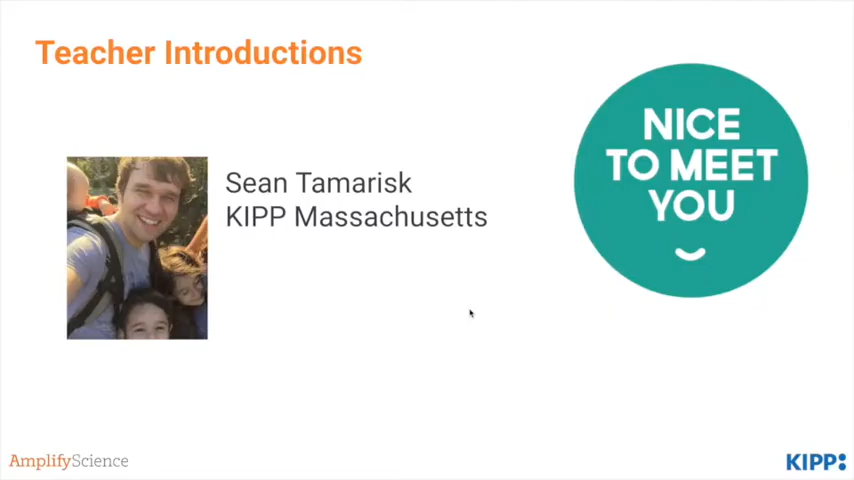 Teacher Introductions
NICE
TO MEET
YOU
Sean Tamarisk
KIPP Massachusetts
AmplifyScience
KIPP: